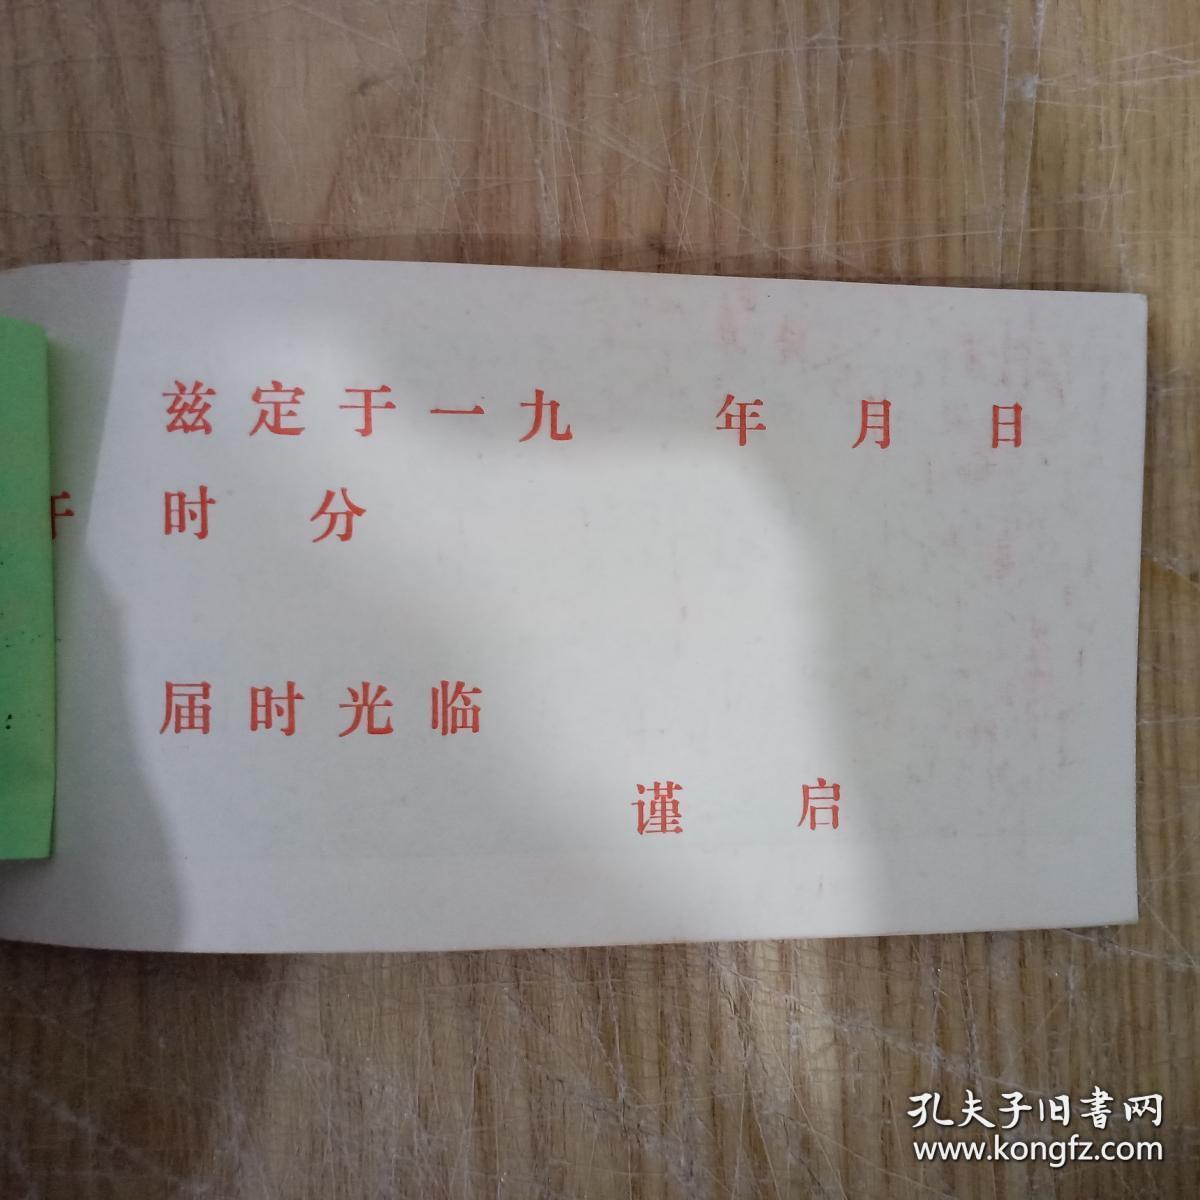 兹定于一九 年 月 日
午 时 分
届时光临
谨 启
孔夫子旧書网
www.kongfz.com